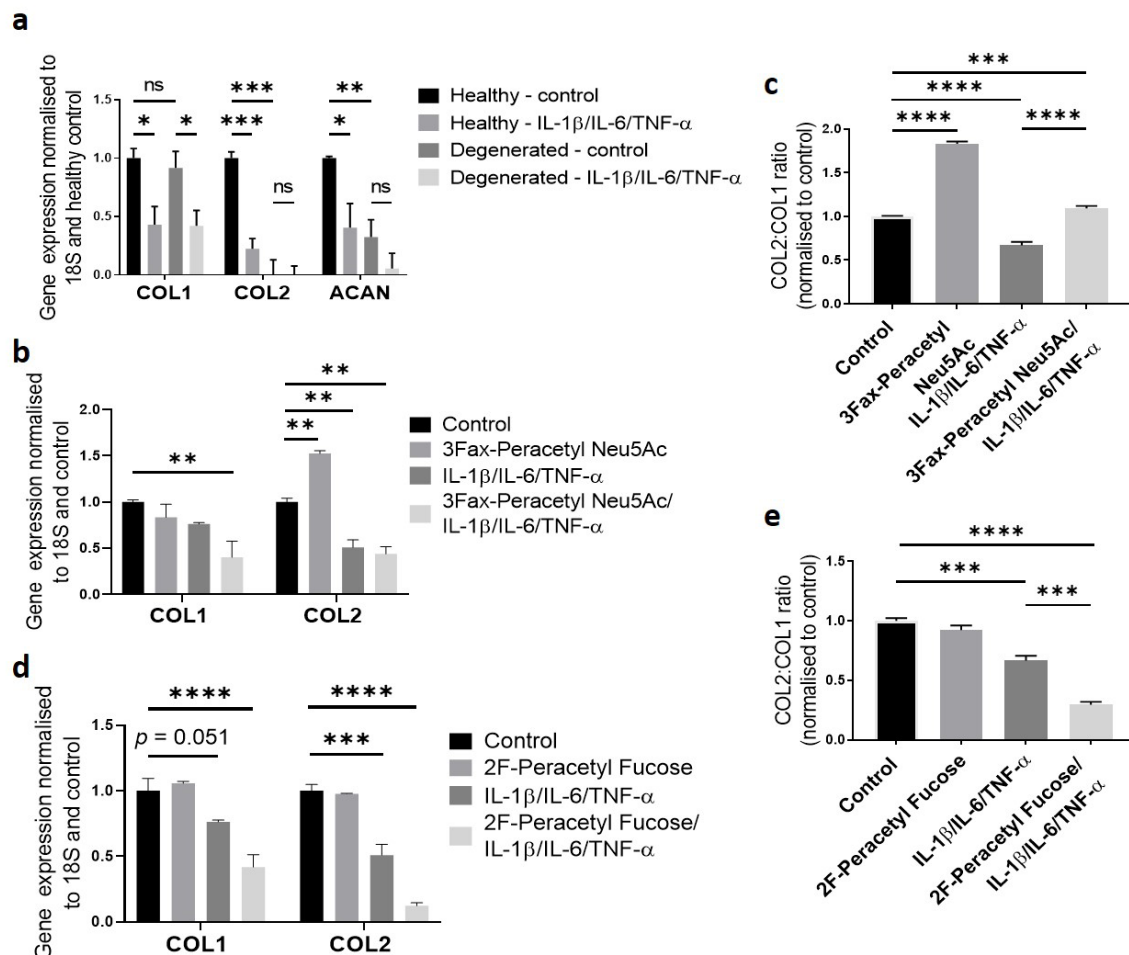 a
Gene expression normalised to
18S and healthy control
1.5
1.0
0.5
0.0
ns
*
*
***
***
ns
**
*
ns
COL1
COL2
ACAN
Healthy - control
Healthy - IL-1β/IL-6/TNF-α
Degenerated - control
Degenerated - IL-1β/IL-6/TNF-α
b
Gene expression normalised
to 18S and control
2.0
1.5
1.0
0.5
0.0
**
**
**
**
COL1
COL2
Control
3Fax-Peracetyl Neu5Ac
IL-1β/IL-6/TNF-α
3Fax-Peracetyl Neu5Ac/
IL-1β/IL-6/TNF-α
c
COL2:COL1 ratio
(normalised to control)
2.0
1.5
1.0
0.5
0.0
***
****
****
****
Control
3Fax-Peracetyl
Neu5Ac
IL-1β/IL-6/TNF-α
3Fax-Peracetyl Neu5Ac/
IL-1β/IL-6/TNF-α
d
Gene expression normalised
to 18S and control
1.5
1.0
0.5
0.0
****
p = 0.051
****
***
COL1
COL2
Control
2F-Peracetyl Fucose
IL-1β/IL-6/TNF-α
2F-Peracetyl Fucose/
IL-1β/IL-6/TNF-α
e
COL2:COL1 ratio
(normalised to control)
1.5
1.0
0.5
0.0
****
***
***
Control
2F-Peracetyl Fucose
IL-1β/IL-6/TNF-α
2F-Peracetyl Fucose/
IL-1β/IL-6/TNF-α